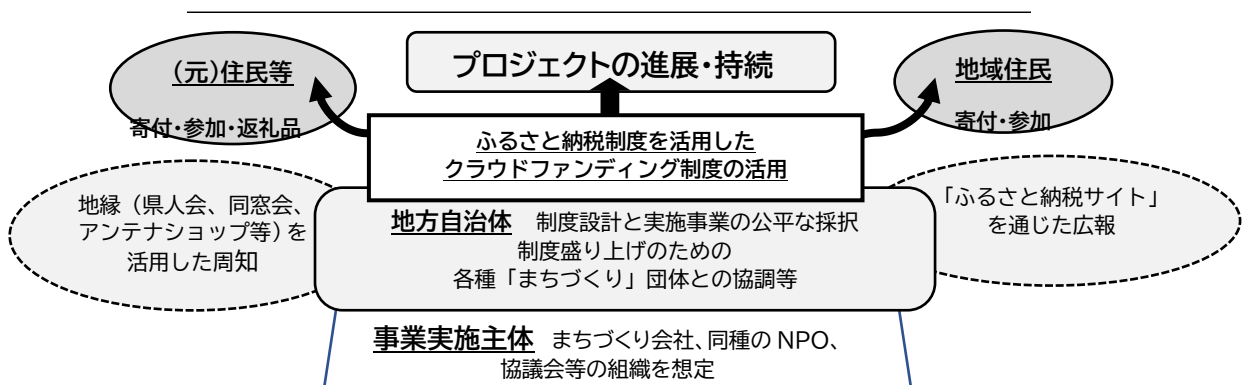 プロジェクトの進展・持続
(元)住民等
寄付・参加・返礼品
地域住民
寄付・参加
ふるさと納税制度を活用した
クラウドファンディング制度の活用
地縁（県人会、同窓会、
アンテナショップ等）を
活用した周知
「ふるさと納税サイト」
を通じた広報
地方自治体 制度設計と実施事業の公平な採択
制度盛り上げのための
各種「まちづくり」団体との協調等
事業実施主体 まちづくり会社、同種の NPO、
協議会等の組織を想定